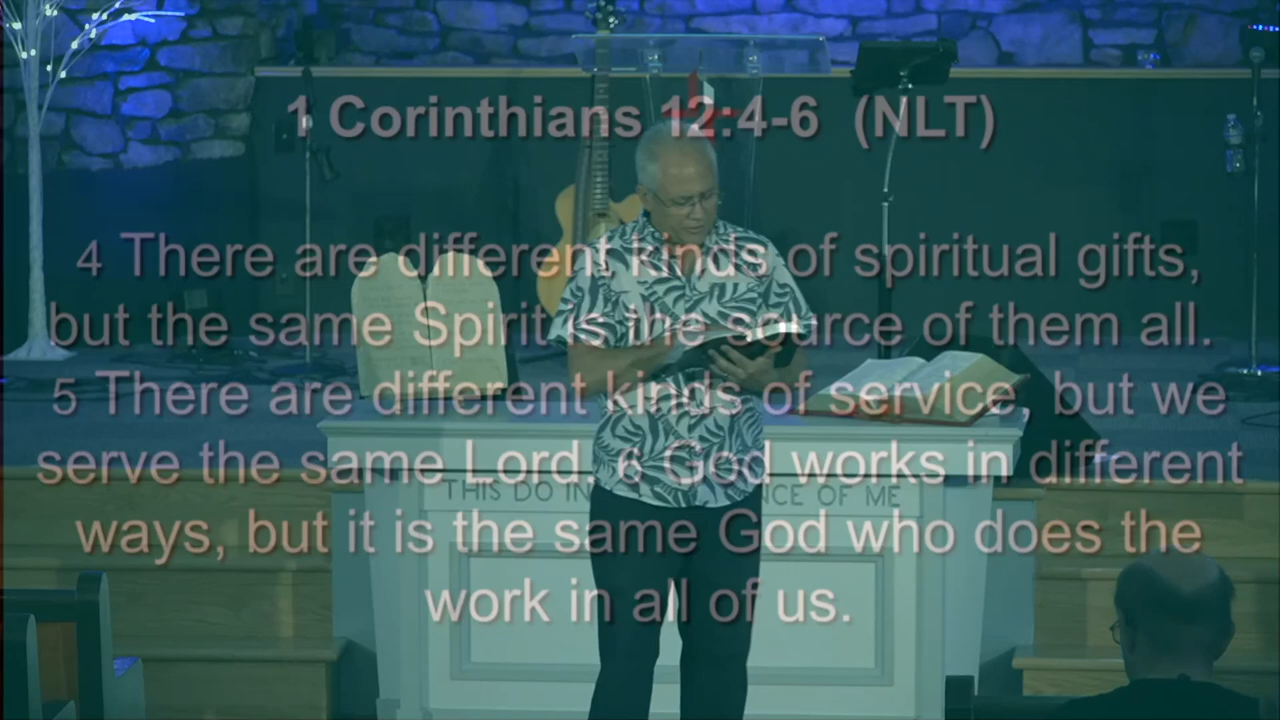 1 Corinthians 12:4-6 (NLT)
4 There are different kinds of spiritual gifts,
but the same Spirit is the source of them all.
5 There are different kinds of service, but we
serve the same Lord. 6 God works in different
THIS DO IN NCE OF ME
ways, but it is the same God who does the
work in all of us.